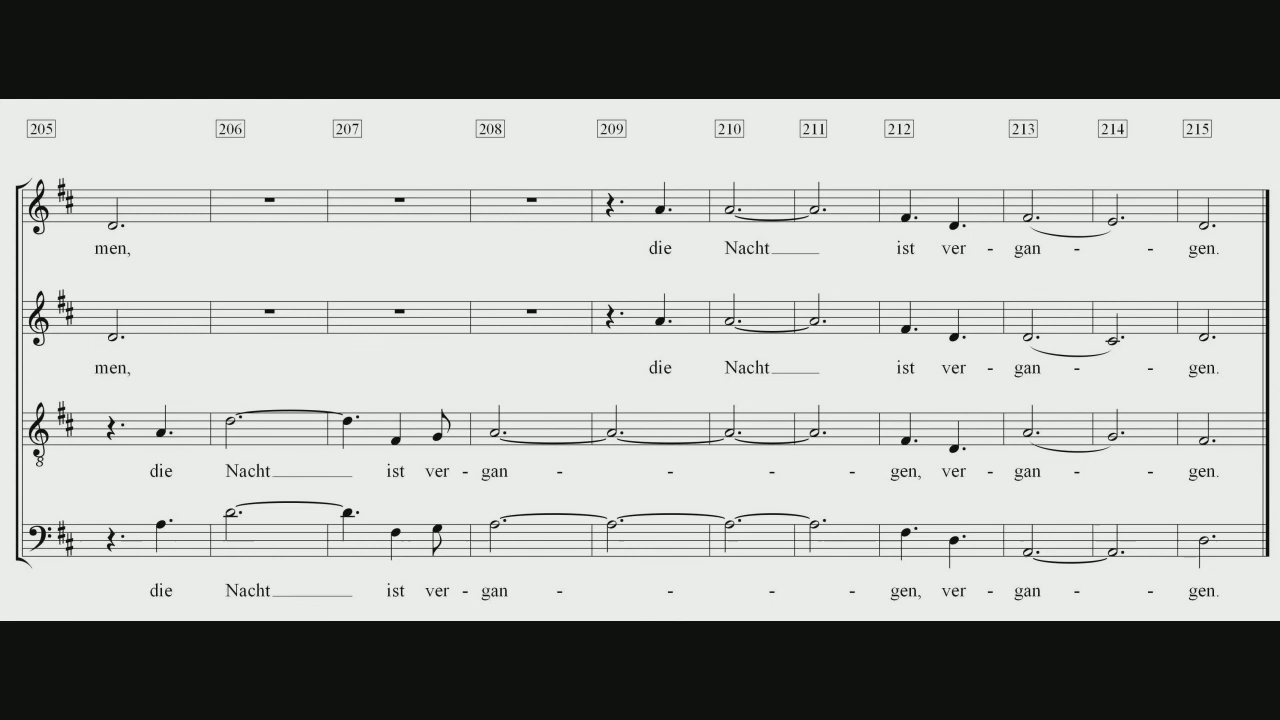 205 206 207 208 209 210 211 212 213 214 215
men, die Nacht ist ver - gan - - gen.
men, die Nacht ist ver - gan - - gen.
8
die Nacht ist ver - gan - - - - gen, ver - gan - - gen.
die Nacht ist ver - gan - - - - gen, ver - gan - - gen.